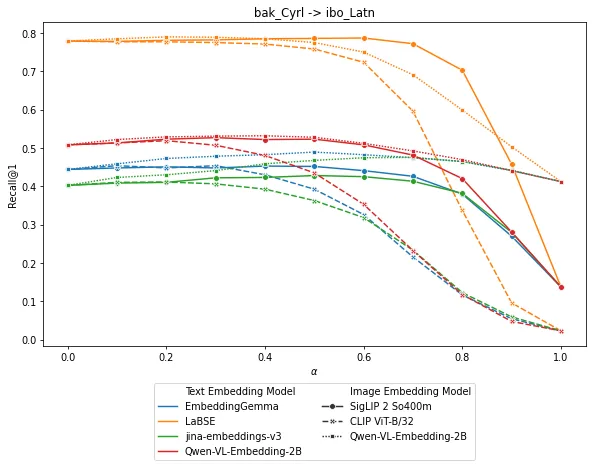 bak_Cyrl -> ibo_Latn
Recall@1
0.8
0.7
0.6
0.5
0.4
0.3
0.2
0.1
0.0
0.0 0.2 0.4 0.6 0.8 1.0
α
Text Embedding Model Image Embedding Model
EmbeddingGemma SigLIP 2 So400m
LaBSE CLIP ViT-B/32
jina-embeddings-v3 Qwen-VL-Embedding-2B
Qwen-VL-Embedding-2B